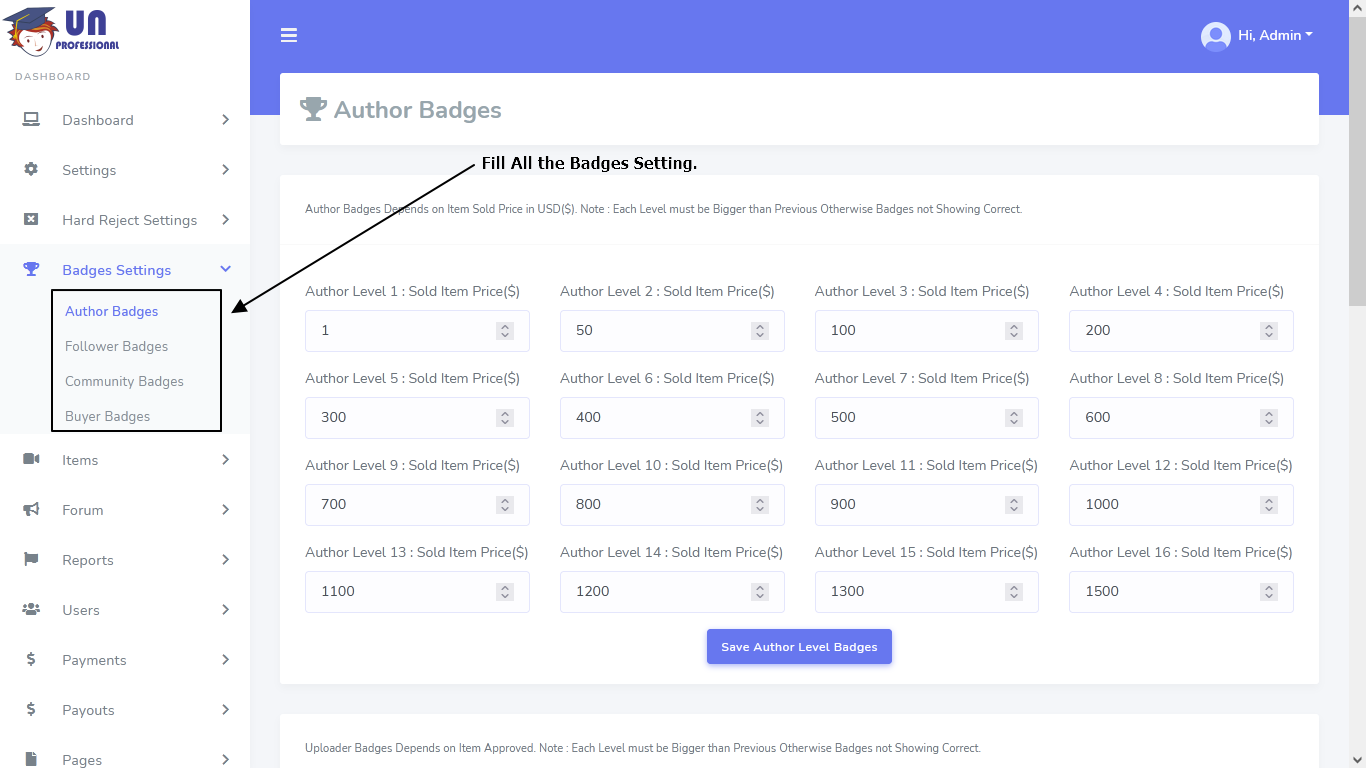 UN
PROFESSIONAL
DASHBOARD
Dashboard
Settings
Hard Reject Settings
Badges Settings
Author Badges
Follower Badges
Community Badges
Buyer Badges
Items
Forum
Reports
Users
Payments
Payouts
Pages
Hi, Admin
Author Badges
Fill All the Badges Setting.
Author Badges Depends on Item Sold Price in USD($). Note : Each Level must be Bigger than Previous Otherwise Badges not Showing Correct.
Author Level 1 : Sold Item Price($) Author Level 2 : Sold Item Price($) Author Level 3 : Sold Item Price($) Author Level 4 : Sold Item Price($)
1 50 100 200
Author Level 5 : Sold Item Price($) Author Level 6 : Sold Item Price($) Author Level 7 : Sold Item Price($) Author Level 8 : Sold Item Price($)
300 400 500 600
Author Level 9 : Sold Item Price($) Author Level 10 : Sold Item Price($) Author Level 11 : Sold Item Price($) Author Level 12 : Sold Item Price($)
700 800 900 1000
Author Level 13 : Sold Item Price($) Author Level 14 : Sold Item Price($) Author Level 15 : Sold Item Price($) Author Level 16 : Sold Item Price($)
1100 1200 1300 1500
Save Author Level Badges
Uploader Badges Depends on Item Approved. Note : Each Level must be Bigger than Previous Otherwise Badges not Showing Correct.